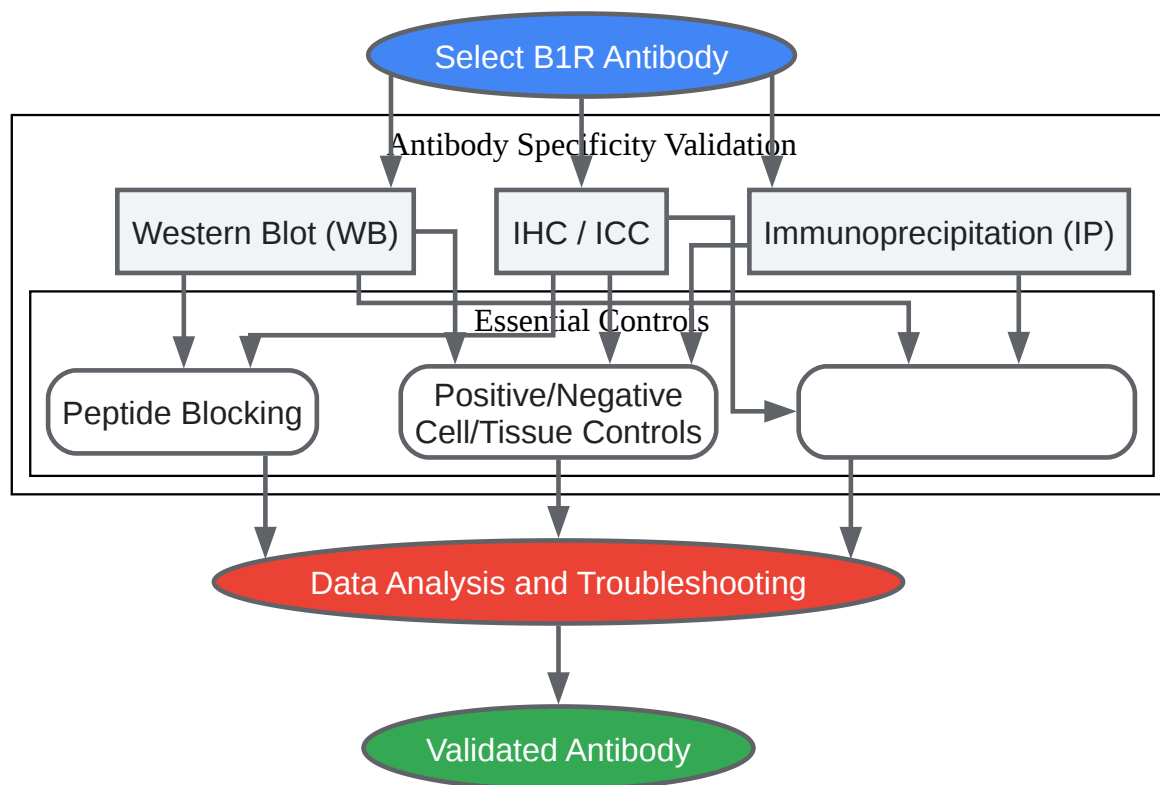 Select B1R Antibody
Antibody Specificity Validation
Western Blot (WB)
IHC / ICC
Immunoprecipitation (IP)
Essential Controls
Peptide Blocking
Positive/Negative
Cell/Tissue Controls
Data Analysis and Troubleshooting
Validated Antibody